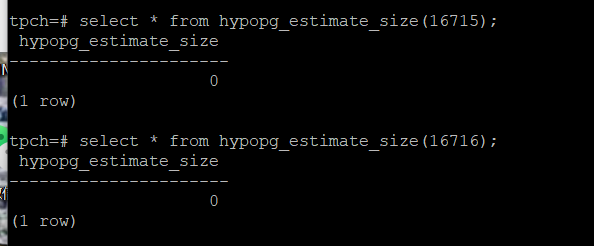 tpch=# select * from hypopg_estimate_size(16715);
hypopg_estimate_size
----------------------
0
(1 row)
tpch=# select * from hypopg_estimate_size(16716);
hypopg_estimate_size
----------------------
0
(1 row)